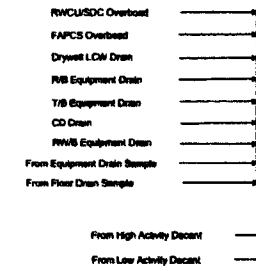 RWCU/SDC Overboard
FAPCS Overboard
Drywell LCW Drain
R/B Equipment Drain
T/B Equipment Drain
CD Drain
RW/B Equipment Drain
From Equipment Drain Sample
From Floor Drain Sample
From High Activity Decant
From Low Activity Decant